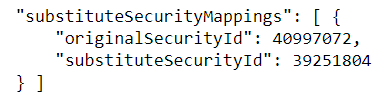 "substituteSecurityMappings": [ {
"originalSecurityId": 40997072,
"substituteSecurityId": 39251804
} ]